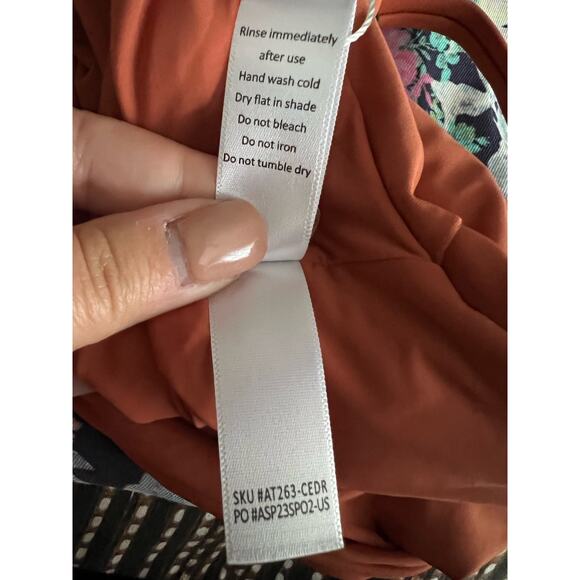 Rinse immediately
after use
Hand wash cold
Dry flat in shade
Do not bleach
Do not iron
Do not tumble dry
SKU #AT263-CEDR
PO #ASP23SPO2-US